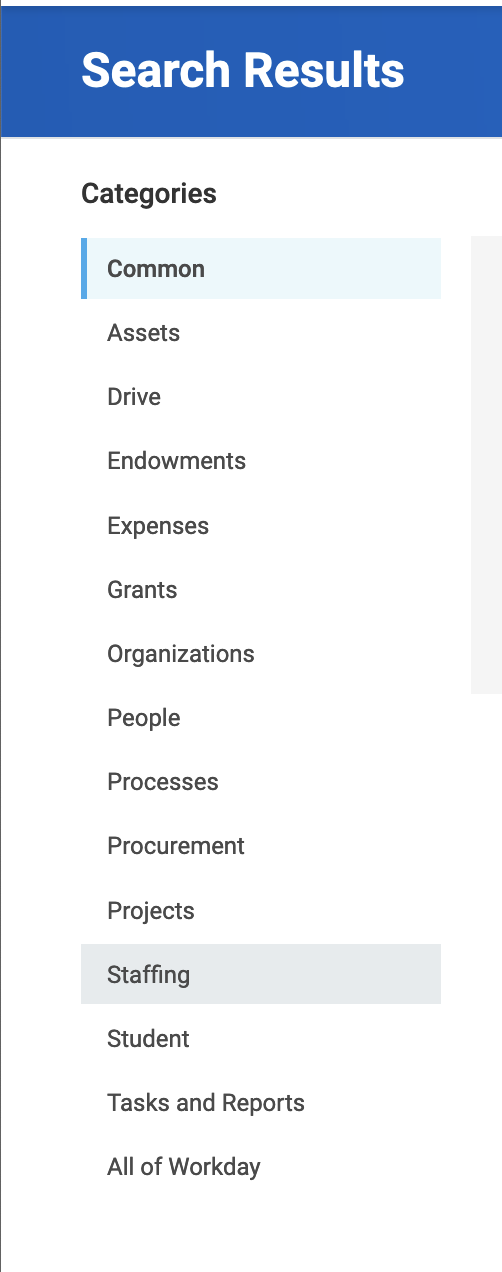 Search Results
Categories
Common
Assets
Drive
Endowments
Expenses
Grants
Organizations
People
Processes
Procurement
Projects
Staffing
Student
Tasks and Reports
All of Workday